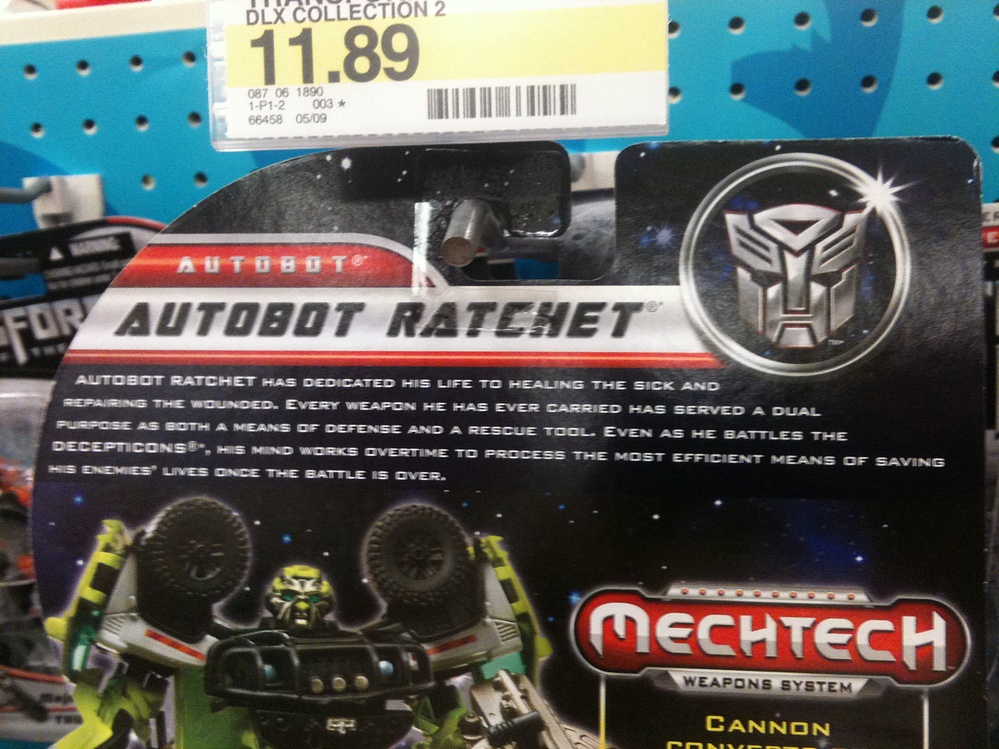 DLX COLLECTION 2
11.89
087 06 1890
1-P1-2 003 *
66458 05/09
WARNING:
AUTOBOT®
AUTOBOT RATCHET®*
AUTOBOT RATCHET HAS DEDICATED HIS LIFE TO HEALING THE SICK AND
REPAIRING THE WOUNDED. EVERY WEAPON HE HAS EVER CARRIED HAS SERVED A DUAL
PURPOSE AS BOTH A MEANS OF DEFENSE AND A RESCUE TOOL. EVEN AS HE BATTLES THE
DECEPTICONS®*, HIS MIND WORKS OVERTIME TO PROCESS THE MOST EFFICIENT MEANS OF SAVING
HIS ENEMIES' LIVES ONCE THE BATTLE IS OVER.
MECHTECH
WEAPONS SYSTEM
CANNON